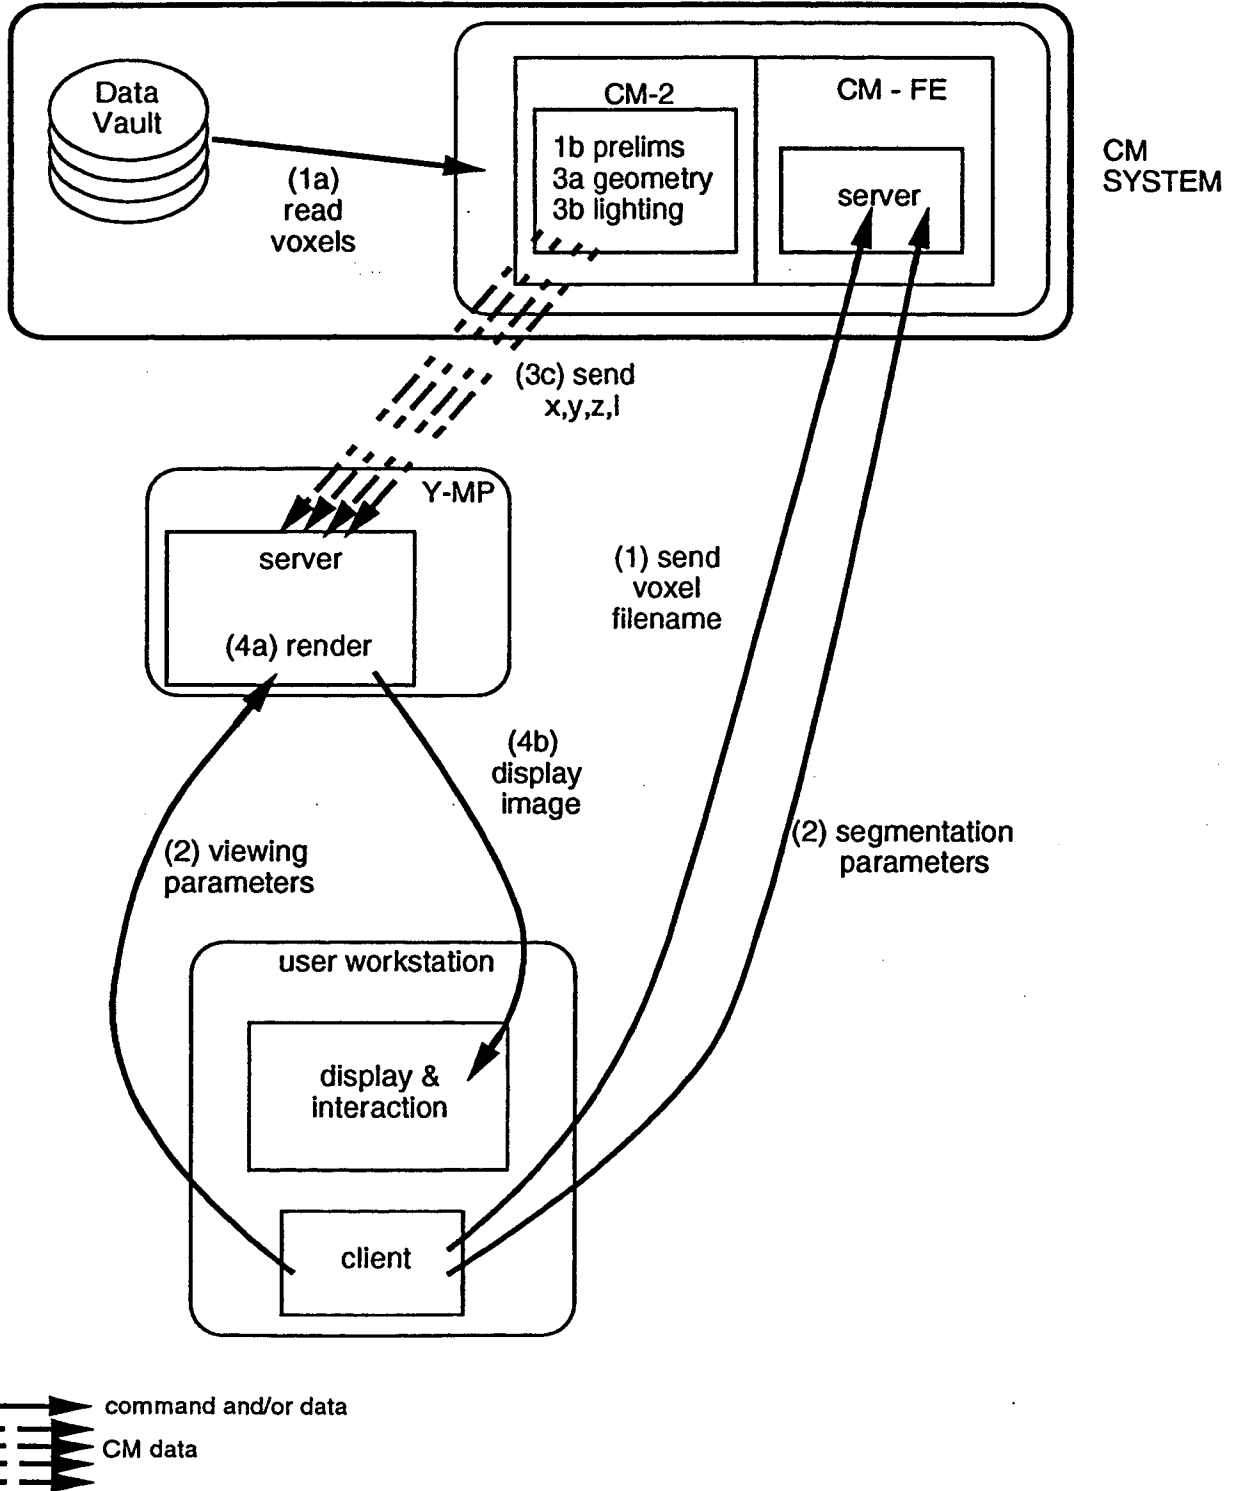 Data
Vault
(1a)
read
voxels
CM-2
1b prelims
3a geometry
3b lighting
CM - FE
server
CM
SYSTEM
(3c) send
x,y,z,l
Y-MP
server
(4a) render
(1) send
voxel
filename
(4b)
display
image
(2) viewing
parameters
(2) segmentation
parameters
user workstation
display &
interaction
client
command and/or data
CM data